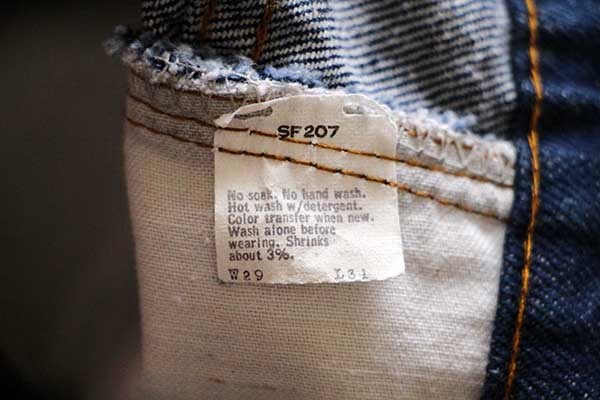 SF 207
No soak. No hand wash.
Hot wash w/detergent.
Color transfer when new.
Wash alone before
wearing. Shrinks
about 3%.
W29 L31